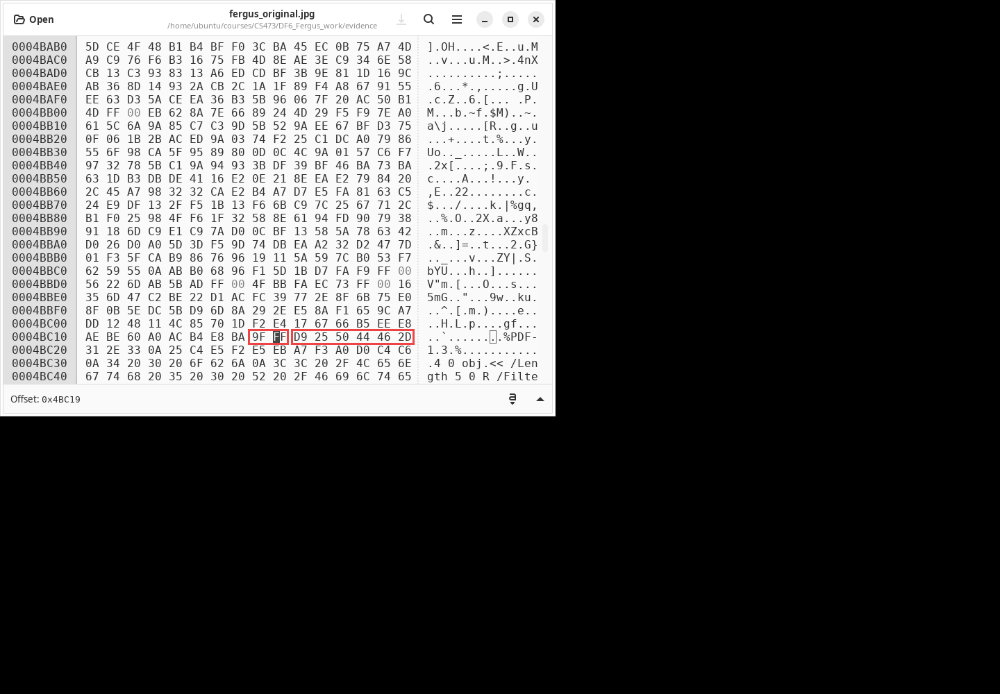 Open
fergus_original.jpg
/home/ubuntu/courses/CS473/DF6_Fergus_work/evidence
0004BAB0 5D CE 4F 48 B1 B4 BF F0 3C BA 45 EC 0B 75 A7 4D ].OH....<.E..u.M
0004BAC0 A9 C9 76 F6 B3 16 75 FB 4D 8E AE 3E C9 34 6E 58 ..v...u.M..>.4nX
0004BAD0 CB 13 C3 93 83 13 A6 ED CD BF 3B 9E 81 1D 16 9C ..........;.....
0004BAE0 AB 36 8D 14 93 2A CB 2C 1A 1F 89 F4 A8 67 91 55 .6...*.,.....g.U
0004BAF0 EE 63 D3 5A CE EA 36 B3 5B 96 06 7F 20 AC 50 B1 .c.Z..6.[... .P.
0004BB00 4D FF 00 EB 62 8A 7E 66 89 24 4D 29 F5 F9 7E A0 M...b.~f.$M)..~.
0004BB10 61 5C 6A 9A 85 C7 C3 9D 5B 52 9A EE 67 BF D3 75 a\j.....[R..g..u
0004BB20 0F 06 1B 2B AC ED 9A 03 74 F2 25 C1 DC A0 79 86 ...+....t.%...y.
0004BB30 55 6F 98 CA 5F 95 89 80 0D 0C 4C 9A 01 57 C6 F7 Uo.._.....L..W..
0004BB40 97 32 78 5B C1 9A 94 93 3B DF 39 BF 46 BA 73 BA .2x[....;.9.F.s.
0004BB50 63 1D B3 DB DE 41 16 E2 0E 21 8E EA E2 79 84 20 c....A...!...y. 
0004BB60 2C 45 A7 98 32 32 CA E2 B4 A7 D7 E5 FA 81 63 C5 ,E..22........c.
0004BB70 24 E9 DF 13 2F F5 1B 13 F6 6B C9 7C 25 67 71 2C $.../....k.|%gq,
0004BB80 B1 F0 25 98 4F F6 1F 32 58 8E 61 94 FD 90 79 38 ..%.O..2X.a...y8
0004BB90 91 18 6D C9 E1 C9 7A D0 0C BF 13 58 5A 78 63 42 ..m...z....XZxcB
0004BBA0 D0 26 D0 A0 5D 3D F5 9D 74 DB EA A2 32 D2 47 7D .&..]=..t...2.G}
0004BBB0 01 F3 5F CA B9 86 76 96 19 11 5A 59 7C B0 53 F7 .._...v...ZY|.S.
0004BBC0 62 59 55 0A AB B0 68 96 F1 5D 1B D7 FA F9 FF 00 bYU...h..]......
0004BBD0 56 22 6D AB 5B AD FF 00 4F BB FA EC 73 FF 00 16 V"m.[...O...s...
0004BBE0 35 6D 47 C2 BE 22 D1 AC FC 39 77 2E 8F 6B 75 E0 5mG.."...9w..ku.
0004BBF0 8F 0B 5E DC 5B D9 6D 8A 29 2E E5 8A F1 65 9C A7 ..^.[.m.)....e..
0004BC00 DD 12 48 11 4C 85 70 1D F2 E4 17 67 66 B5 EE E8 ..H.L.p....gf...
0004BC10 AE BE 60 A0 AC B4 E8 BA 9F FF D9 25 50 44 46 2D ..`........%PDF-
0004BC20 31 2E 33 0A 25 C4 E5 F2 E5 EB A7 F3 A0 D0 C4 C6 1.3.%...........
0004BC30 0A 34 20 30 20 6F 62 6A 0A 3C 3C 20 2F 4C 65 6E .4 0 obj.<< /Len
0004BC40 67 74 68 20 35 20 30 20 52 20 2F 46 69 6C 74 65 gth 5 0 R /Filte
Offset: 0x4BC19